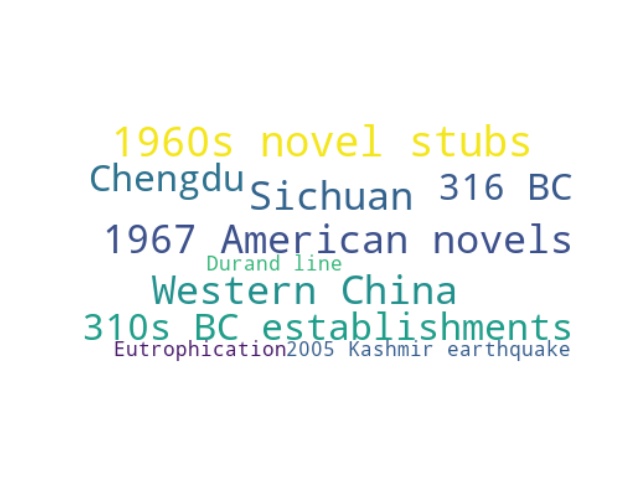 1960s novel stubs
Chengdu Sichuan 316 BC
1967 American novels
Durand line
Western China
310s BC establishments
Eutrophication 2005 Kashmir earthquake